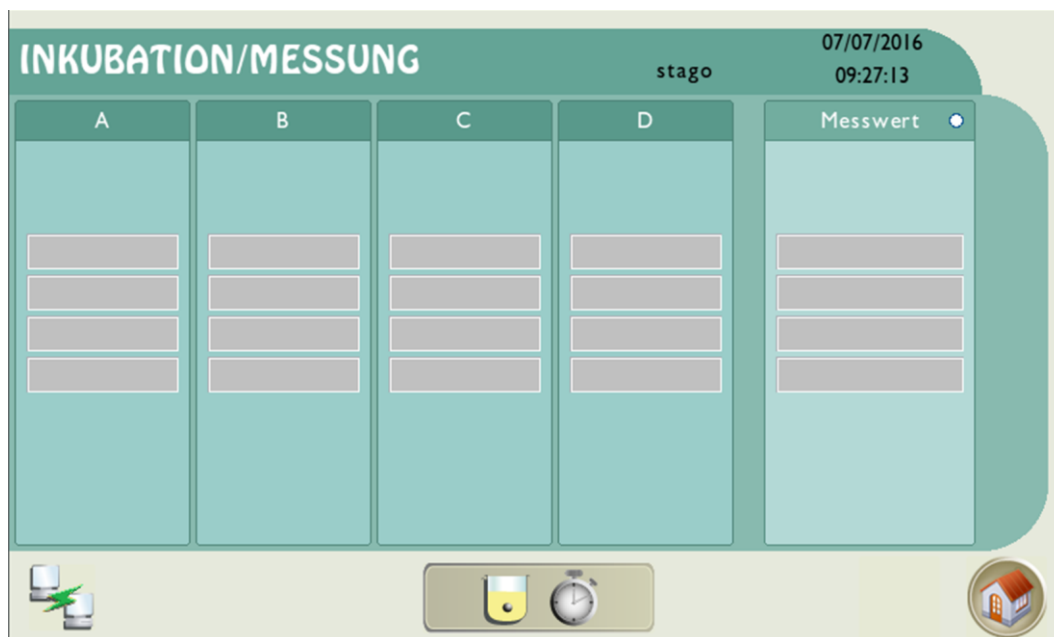 INKUBATION/MESSUNG
stago
07/07/2016
09:27:13
A
B
C
D
Messwert